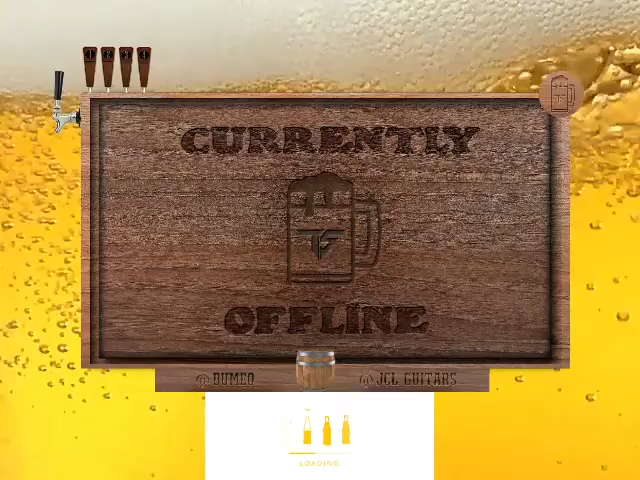 CURRENTLY
OFFLINE
@DUMEO @JCL GUITARS
LOADING